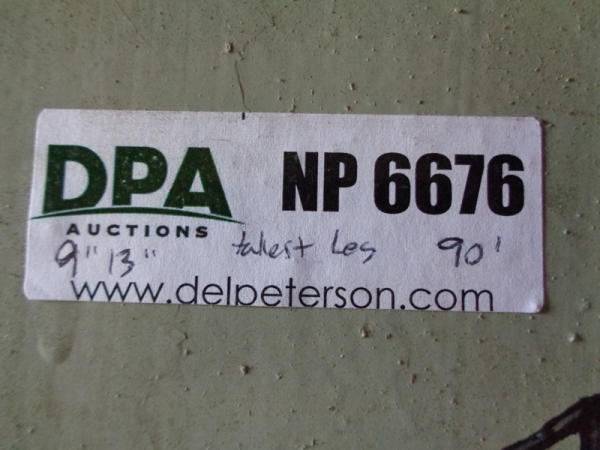 DPA NP 6676
AUCTIONS
9" 13" tallest Leg 90'
www.delpeterson.com